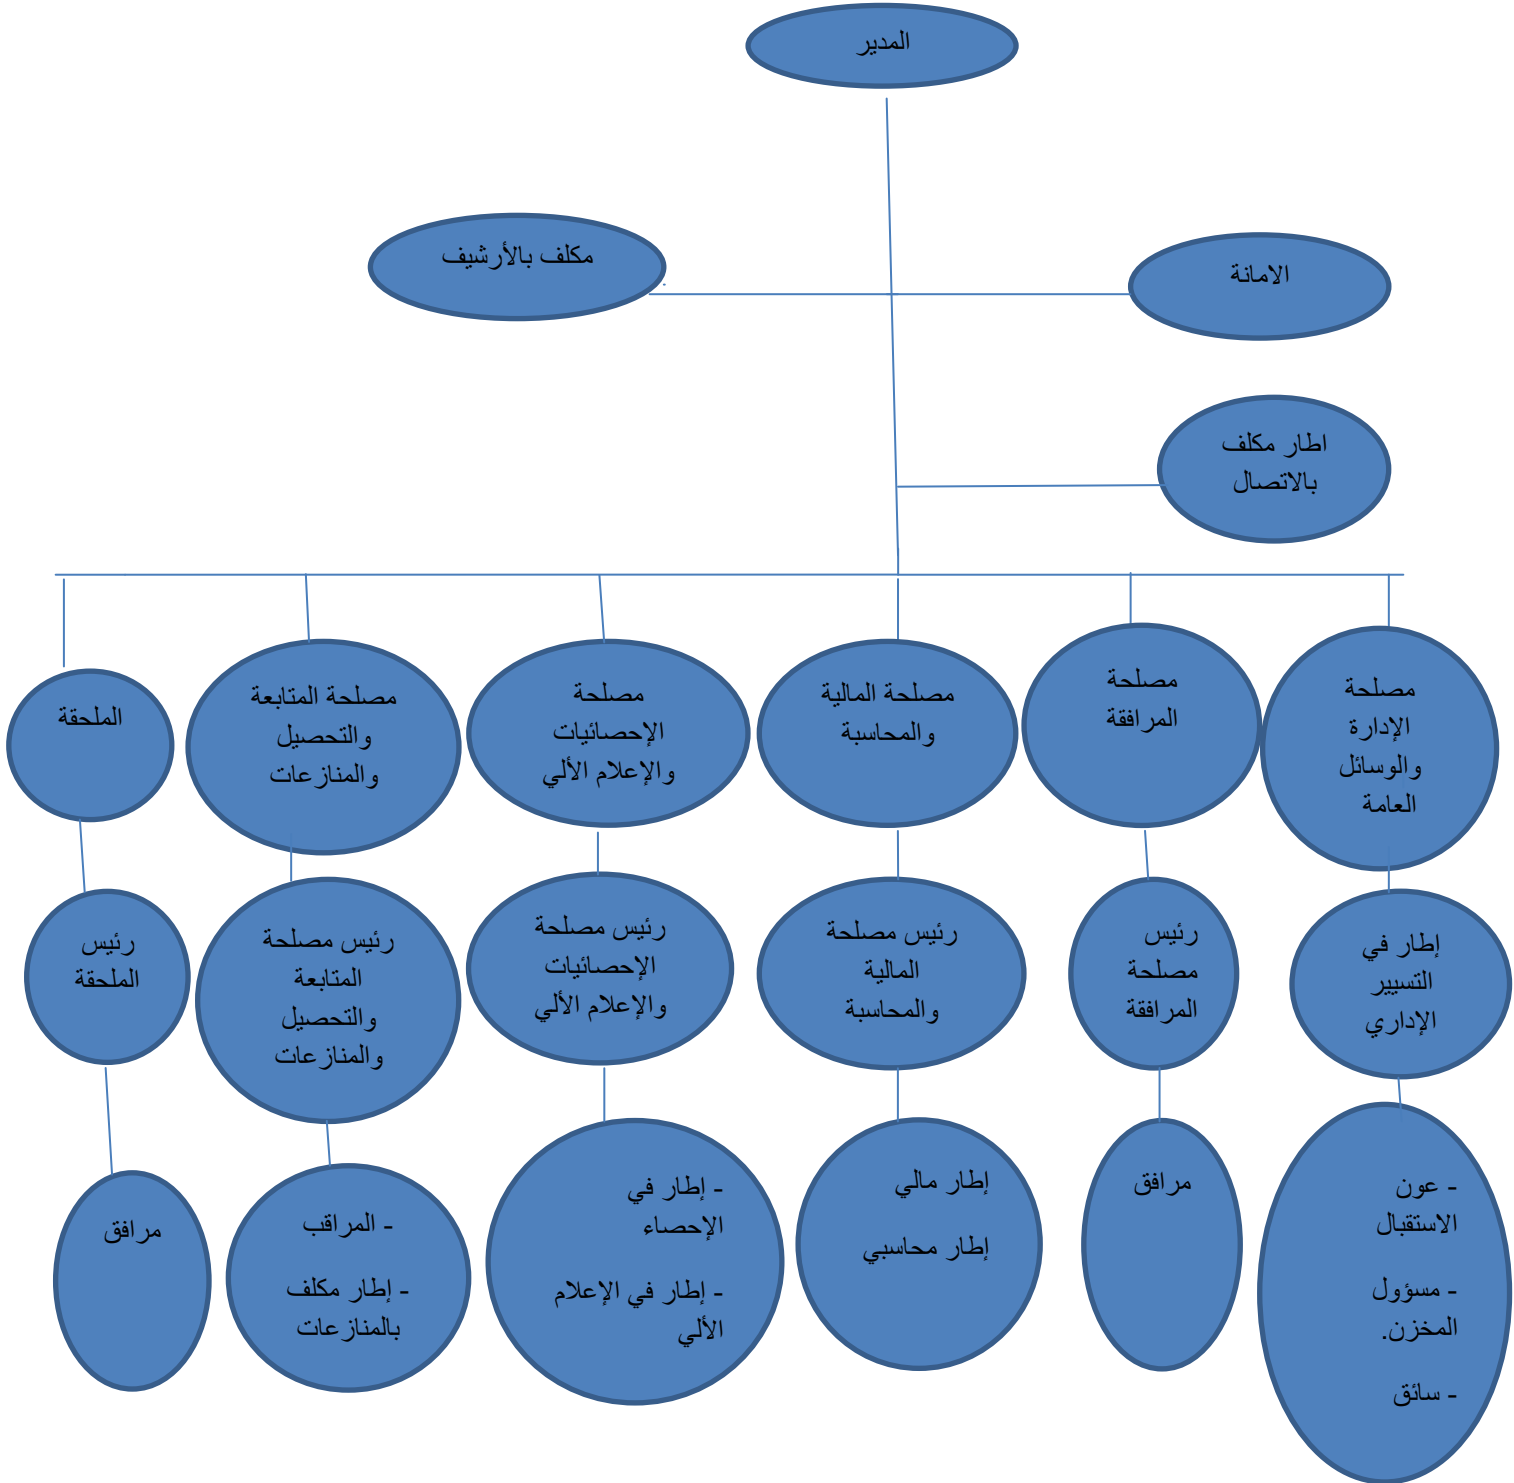 المدير
الامانة
مكلف بالأرشيف
اطار مكلف
بالاتصال
مصلحة
الإدارة
والوسائل
العامة
مصلحة
المرافقة
مصلحة المالية
والمحاسبة
مصلحة
الإحصائيات
والإعلام الألي
مصلحة المتابعة
والتحصيل
والمنازعات
الملحقة
إطار في
التسيير
الإداري
رئيس
مصلحة
المرافقة
رئيس مصلحة
المالية
والمحاسبة
رئيس مصلحة
الإحصائيات
والإعلام الألي
رئيس مصلحة
المتابعة
والتحصيل
والمنازعات
رئيس
الملحقة
- عون
الاستقبال
- مسؤول
المخزن.
- سائق
مرافق
إطار مالي
إطار محاسبي
- إطار في
الإحصاء
- إطار في الإعلام
الألي
- المراقب
- إطار مكلف
بالمنازعات
مرافق